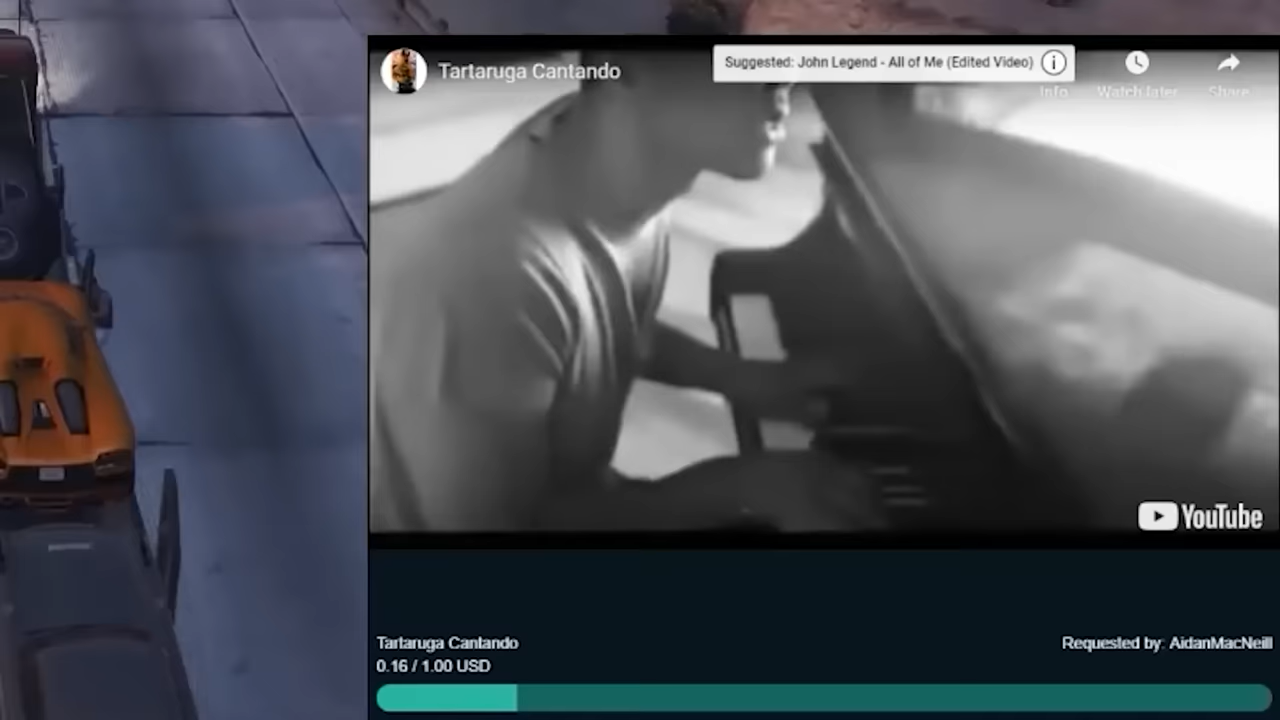 Tartaruga Cantando
Suggested: John Legend - All of Me (Edited Video)
Info
Watch later
Share
YouTube
Tartaruga Cantando
Requested by: AidanMacNeill
0.16 / 1.00 USD